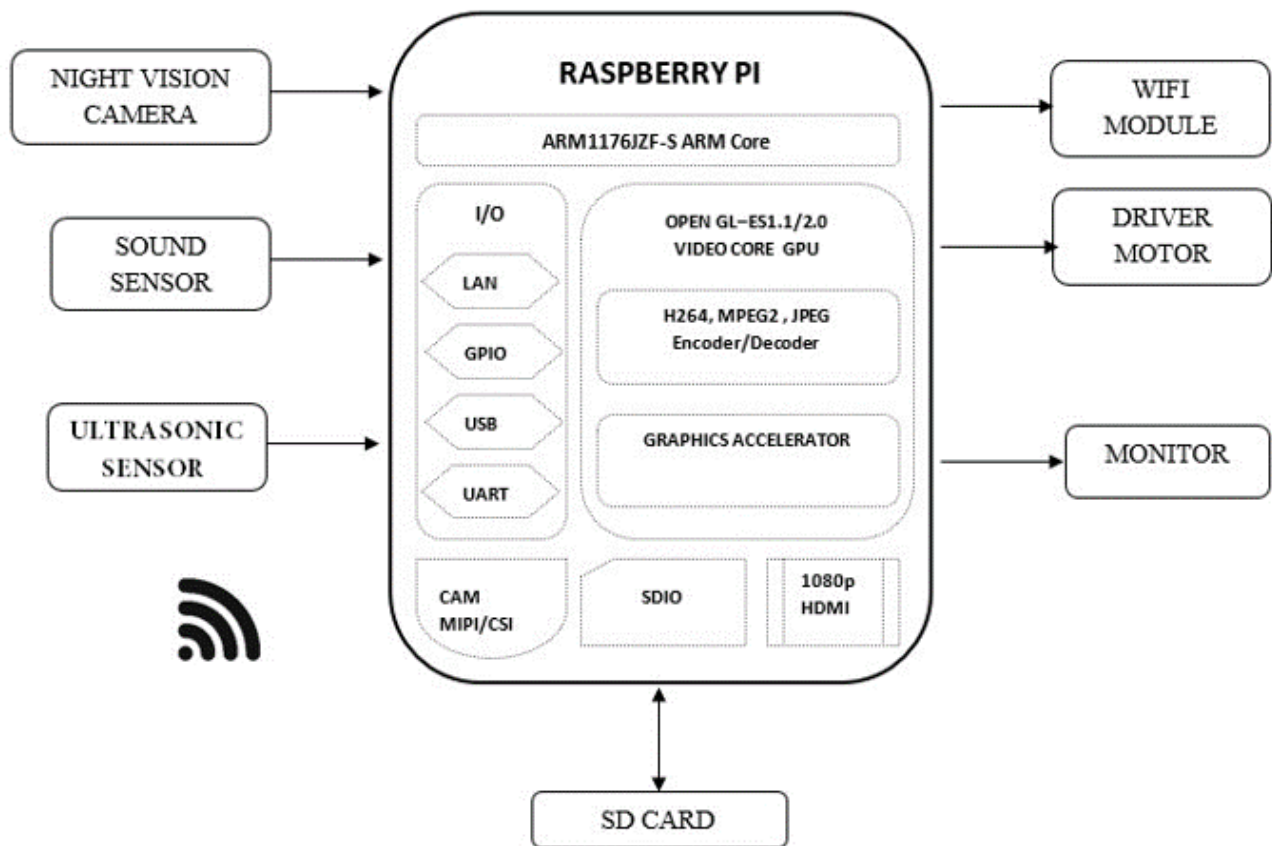 RASPBERRY PI
NIGHT VISION
CAMERA
SOUND
SENSOR
ULTRASONIC
SENSOR
ARM1176JZF-S ARM Core
I/O
LAN
GPIO
USB
UART
OPEN GL–ES1.1/2.0
VIDEO CORE GPU
H264, MPEG2 , JPEG
Encoder/Decoder
GRAPHICS ACCELERATOR
CAM
MIPI/CSI
SDIO
1080p
HDMI
WIFI
MODULE
DRIVER
MOTOR
MONITOR
SD CARD